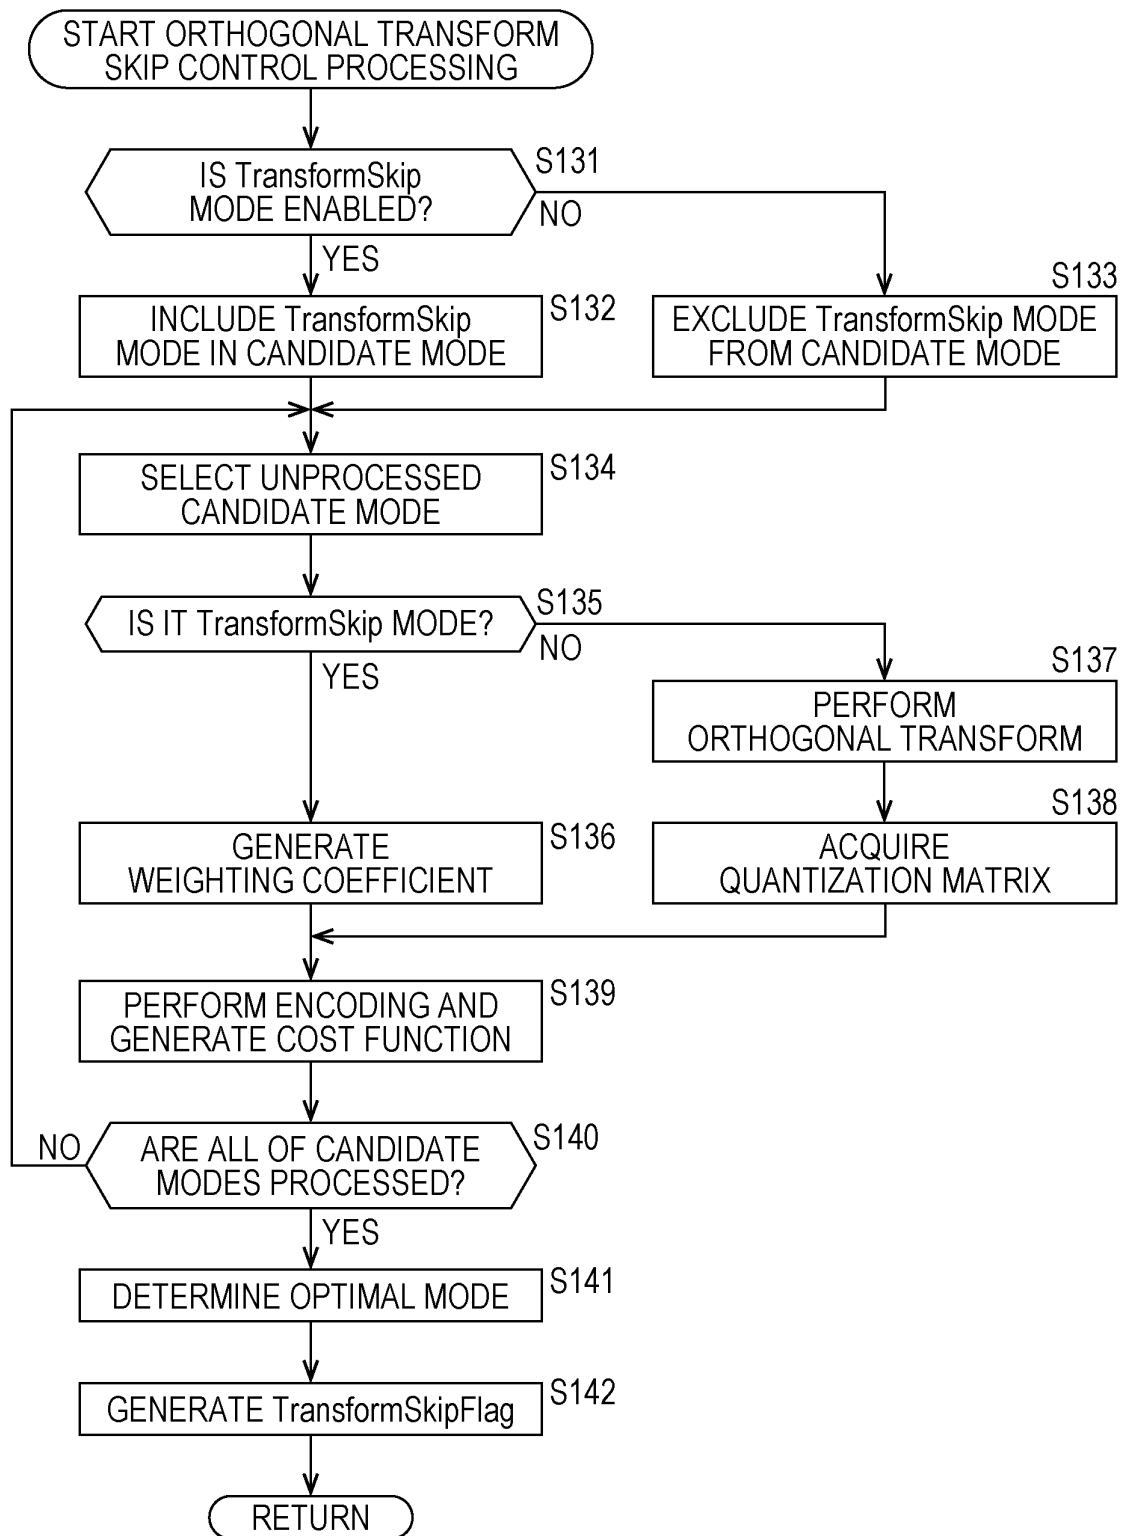 START ORTHOGONAL TRANSFORM
SKIP CONTROL PROCESSING
IS TransformSkip
MODE ENABLED?
S131
NO
YES
INCLUDE TransformSkip
MODE IN CANDIDATE MODE
S132
S133
EXCLUDE TransformSkip MODE
FROM CANDIDATE MODE
SELECT UNPROCESSED
CANDIDATE MODE
S134
IS IT TransformSkip MODE?
S135
NO
YES
S137
PERFORM
ORTHOGONAL TRANSFORM
GENERATE
WEIGHTING COEFFICIENT
S136
S138
ACQUIRE
QUANTIZATION MATRIX
PERFORM ENCODING AND
GENERATE COST FUNCTION
S139
NO
ARE ALL OF CANDIDATE
MODES PROCESSED?
S140
YES
DETERMINE OPTIMAL MODE
S141
GENERATE TransformSkipFlag
S142
RETURN